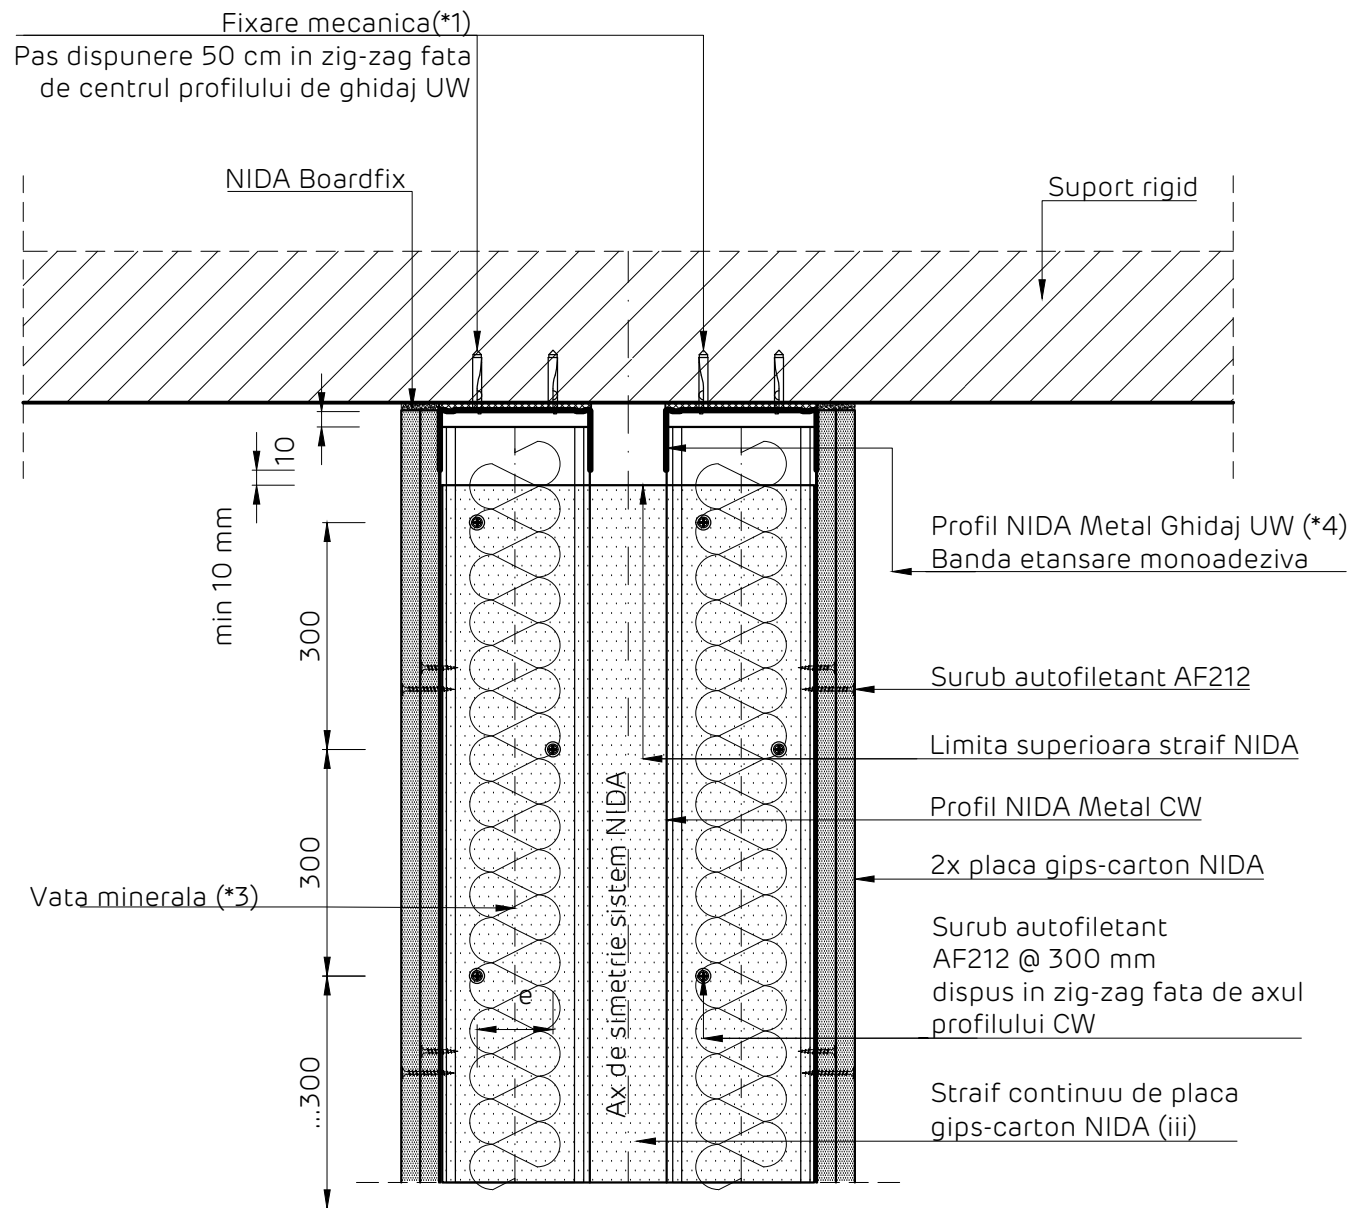 Fixare mecanica(*1)
Pas dispunere 50 cm in zig-zag fata
de centrul profilului de ghidaj UW
NIDA Boardfix
Suport rigid
10
min 10 mm
Profil NIDA Metal Ghidaj UW (*4)
Banda etansare monoadeziva
300
Surub autofiletant AF212
Limita superioara straif NIDA
Profil NIDA Metal CW
300
2x placa gips-carton NIDA
Vata minerala (*3)
Ax de simetrie sistem NIDA
Surub autofiletant
AF212 @ 300 mm
dispus in zig-zag fata de axul
profilului CW
e
...300
Straif continuu de placa
gips-carton NIDA (iii)